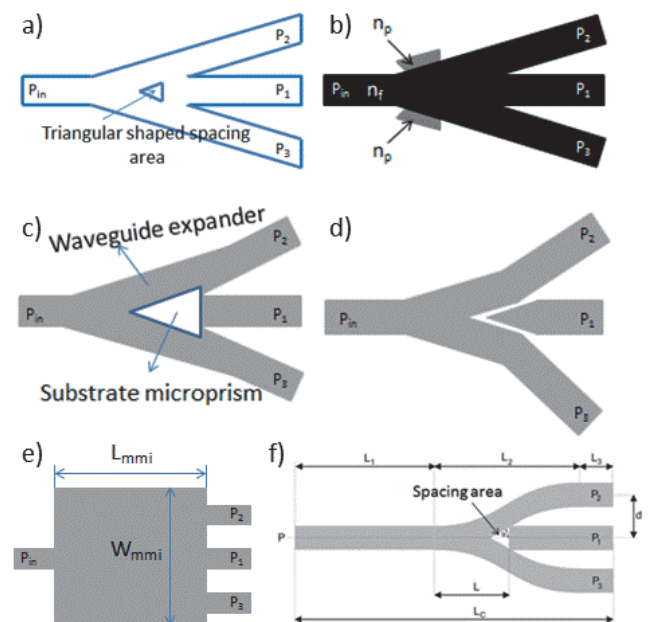 a)
P2
Pin
P1
Triangular shaped spacing
area
P3
b)
np
P2
Pin
nf
P1
np
P3
c)
Waveguide expander
P2
Pin
P1
Substrate microprism
P3
d)
P2
Pin
P1
P3
e)
Lmmi
Wmmi
P2
Pin
P1
P3
f)
L1
L2
L3
Spacing area
P2
d
P
P1
P3
L
LC